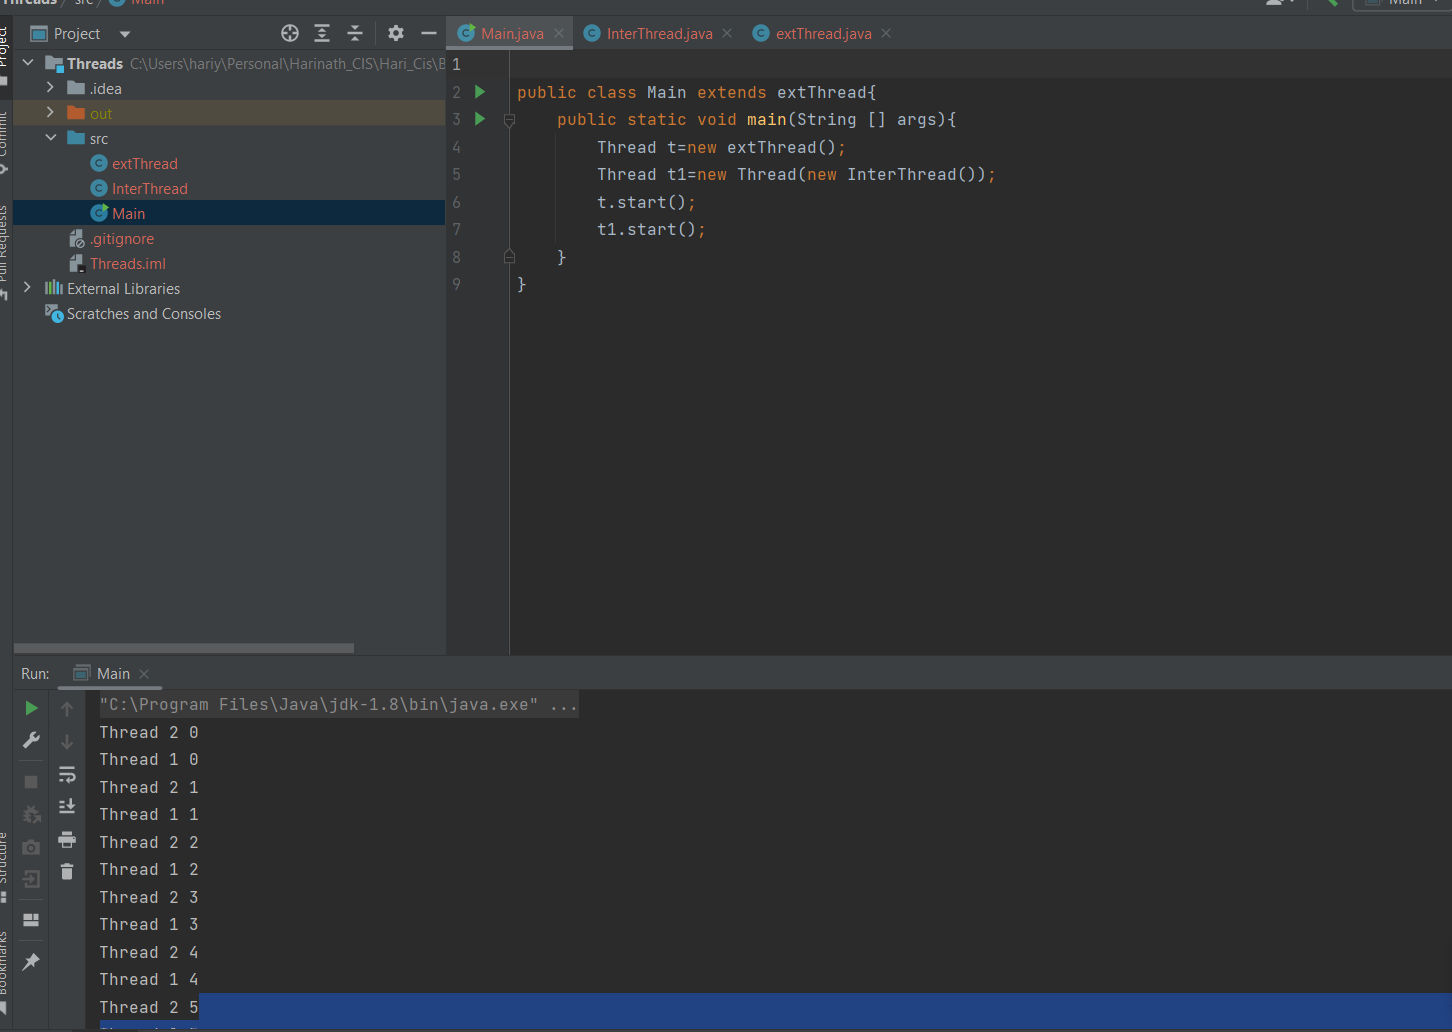 Threads / src / Main
Main
Project
Main.java
InterThread.java
extThread.java
Threads C:\Users\hariy\Personal\Harinath_CIS\Hari_Cis\B
.idea
out
src
extThread
InterThread
Main
.gitignore
Threads.iml
External Libraries
Scratches and Consoles
Project
Commit
Pull Requests
Structure
Bookmarks
1
2 public class Main extends extThread{
3 public static void main(String [] args){
4 Thread t=new extThread();
5 Thread t1=new Thread(new InterThread());
6 t.start();
7 t1.start();
8 }
9 }
Run: Main
"C:\Program Files\Java\jdk-1.8\bin\java.exe" ...
Thread 2 0
Thread 1 0
Thread 2 1
Thread 1 1
Thread 2 2
Thread 1 2
Thread 2 3
Thread 1 3
Thread 2 4
Thread 1 4
Thread 2 5